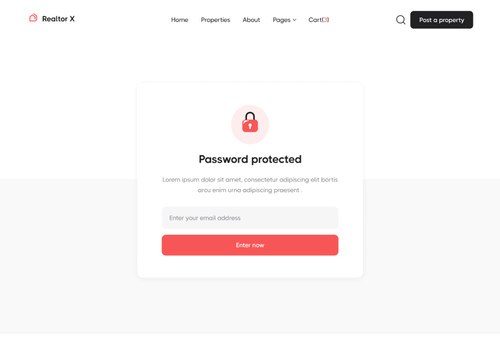 Realtor X
Home Properties About Pages Cart(3) Post a property
Password protected
Lorem ipsum dolor sit amet, consectetur adipiscing elit bortis
arcu enim urna adipiscing praesent .
Enter your email address
Enter now